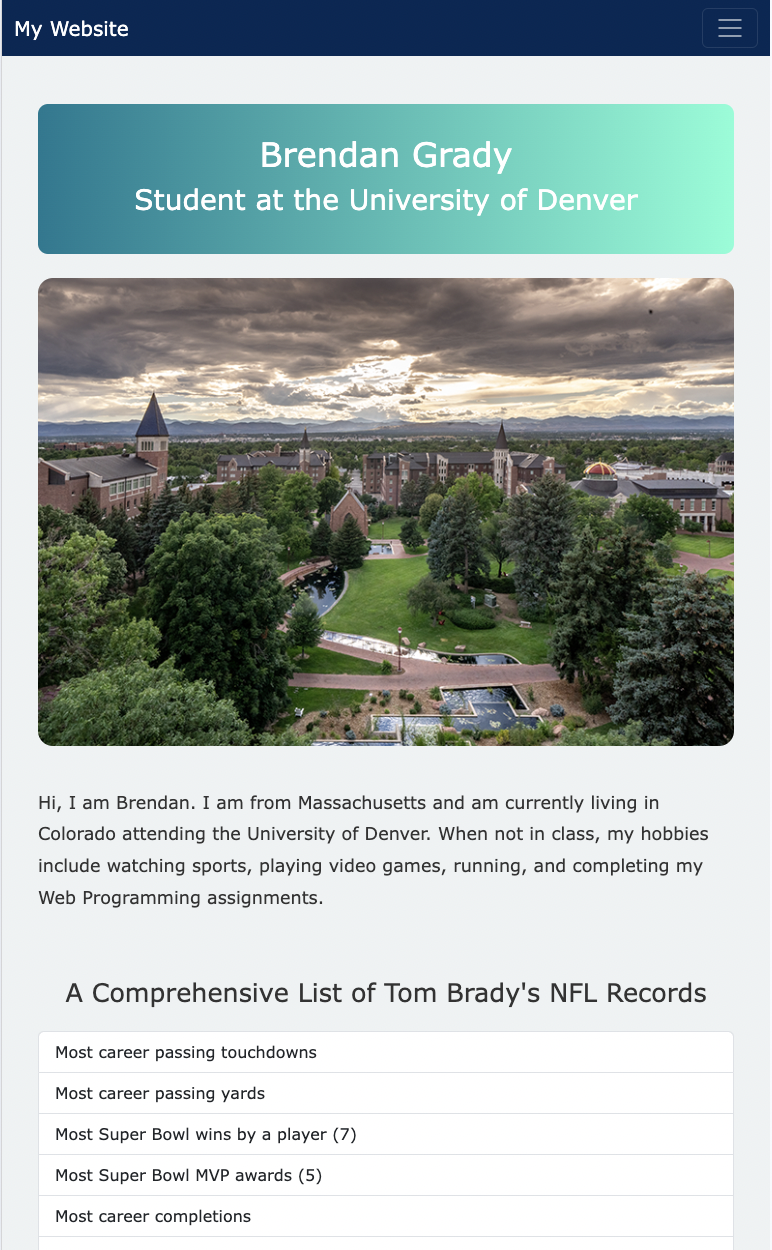 My Website
Brendan Grady
Student at the University of Denver
Hi, I am Brendan. I am from Massachusetts and am currently living in
Colorado attending the University of Denver. When not in class, my hobbies
include watching sports, playing video games, running, and completing my
Web Programming assignments.
A Comprehensive List of Tom Brady's NFL Records
Most career passing touchdowns
Most career passing yards
Most Super Bowl wins by a player (7)
Most Super Bowl MVP awards (5)
Most career completions